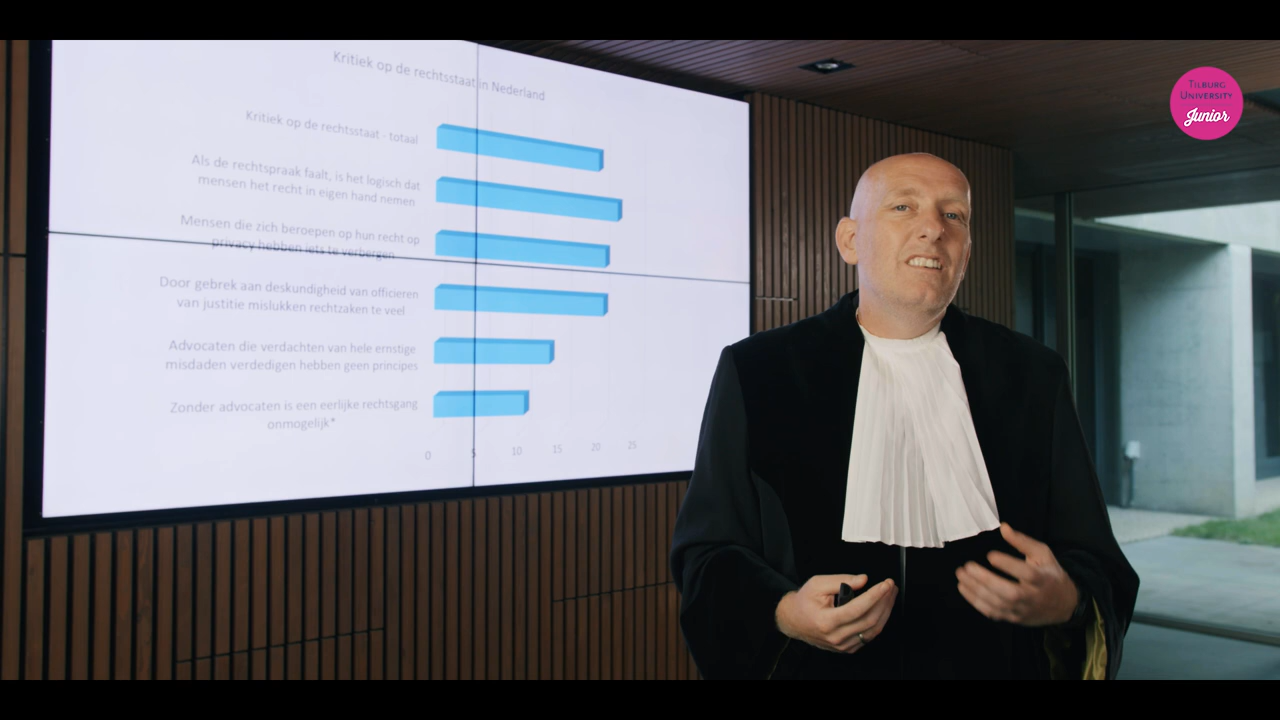 Kritiek op de rechtsstaat in Nederland
Kritiek op de rechtsstaat - totaal
Als de rechtspraak faalt, is het logisch dat
mensen het recht in eigen hand nemen
Mensen die zich beroepen op hun recht op
privacy hebben iets te verbergen
Door gebrek aan deskundigheid van officieren
van justitie mislukken rechtzaken te veel
Advocaten die verdachten van hele ernstige
misdaden verdedigen hebben geen principes
Zonder advocaten is een eerlijke rechtsgang
onmogelijk*
0 5 10 15 20 25
TILBURG
UNIVERSITY
Junior